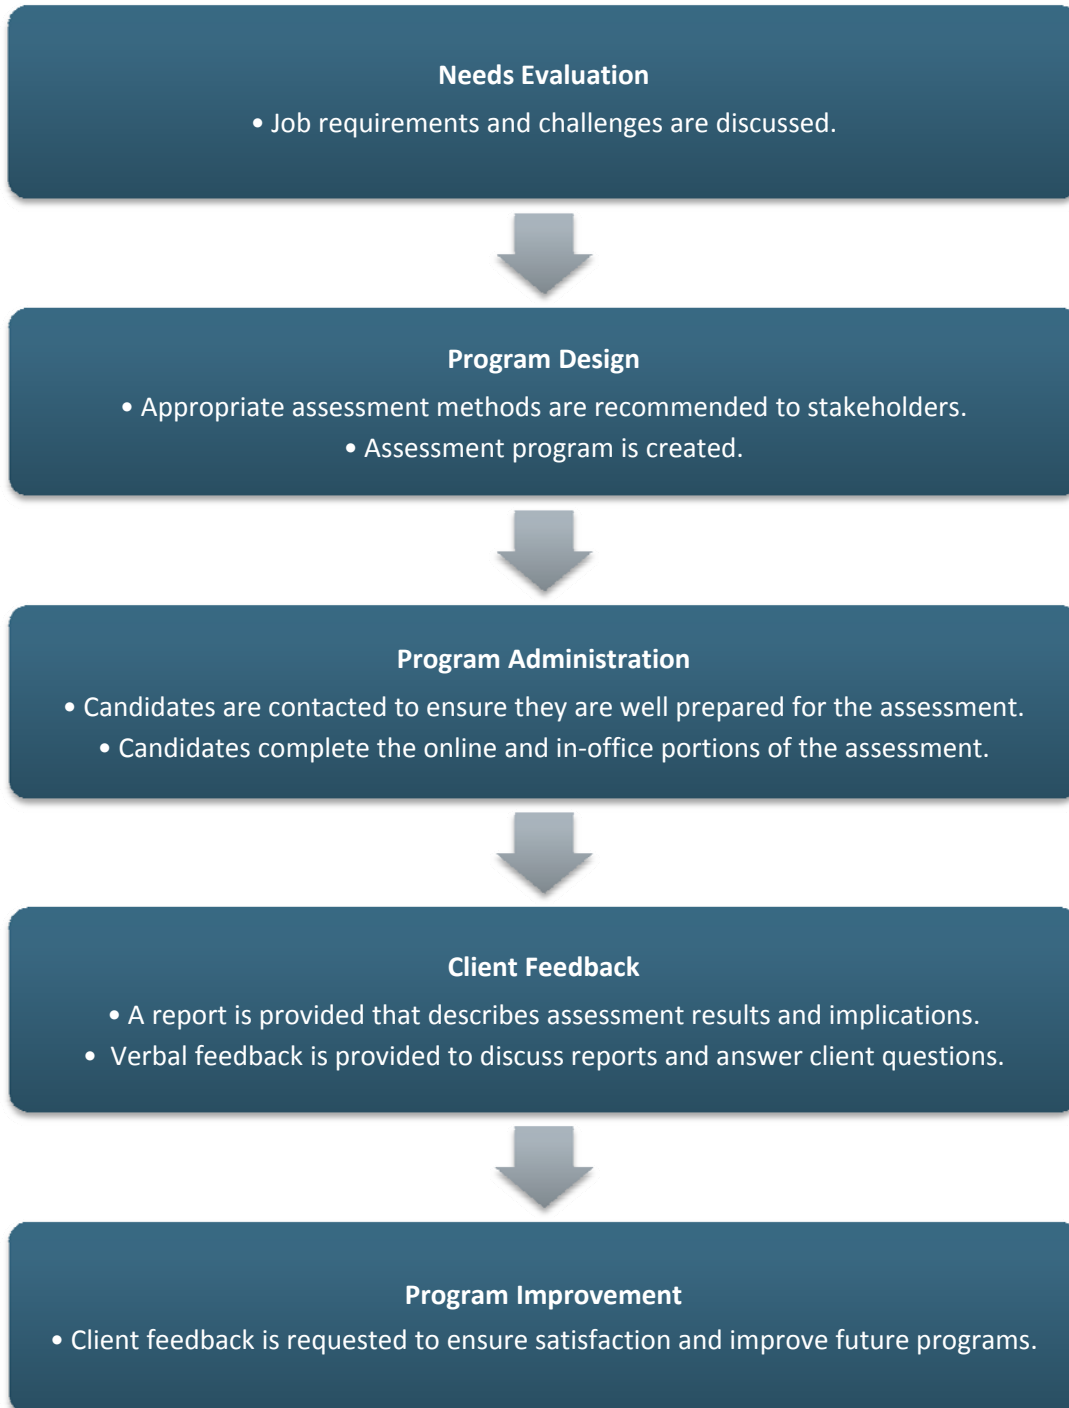 Needs Evaluation
• Job requirements and challenges are discussed.
Program Design
• Appropriate assessment methods are recommended to stakeholders.
• Assessment program is created.
Program Administration
• Candidates are contacted to ensure they are well prepared for the assessment.
• Candidates complete the online and in-office portions of the assessment.
Client Feedback
• A report is provided that describes assessment results and implications.
• Verbal feedback is provided to discuss reports and answer client questions.
Program Improvement
• Client feedback is requested to ensure satisfaction and improve future programs.